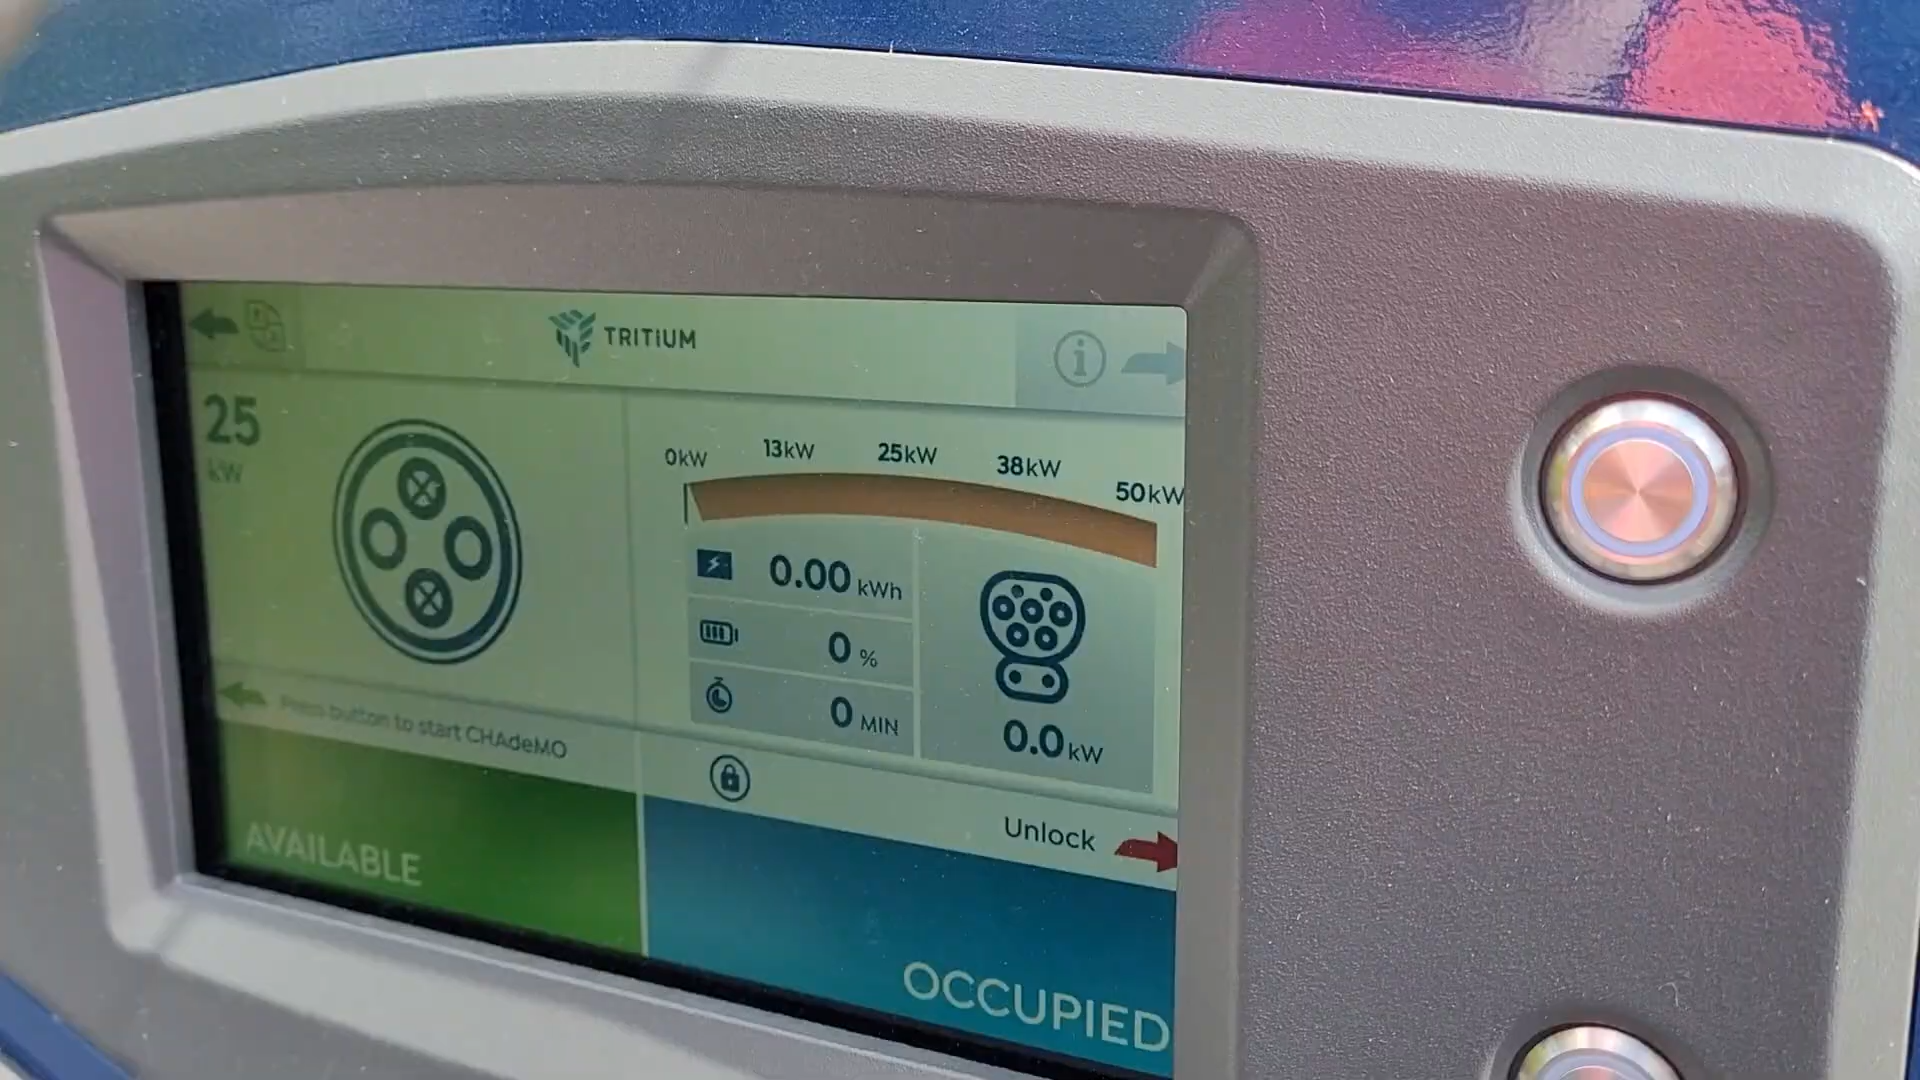 TRITIUM
i
25
kW
0kW 13kW 25kW 38kW 50kW
0.00 kWh
0 %
0 MIN
0.0 kW
Press button to start CHAdeMO
Unlock
AVAILABLE
OCCUPIED